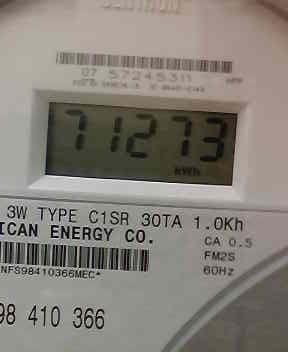 CENTRON
07 57245311
71273
kWh
3W TYPE C1SR 30TA 1.0Kh
ICAN ENERGY CO.
CA 0.5
FM2S
60Hz
NFS98410366MEC*
98 410 366